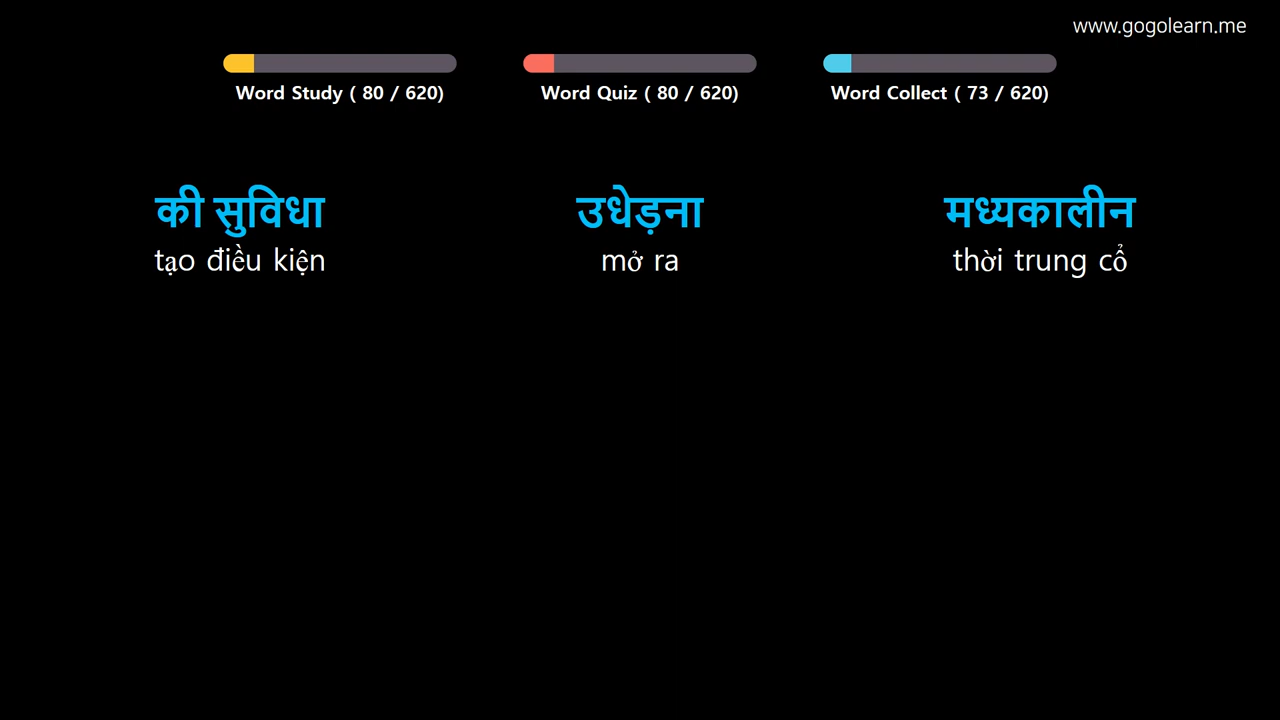 www.gogolearn.me
Word Study ( 80 / 620)
Word Quiz ( 80 / 620)
Word Collect ( 73 / 620)
की सुविधा
tạo điều kiện
उधेड़ना
mở ra
मध्यकालीन
thời trung cổ